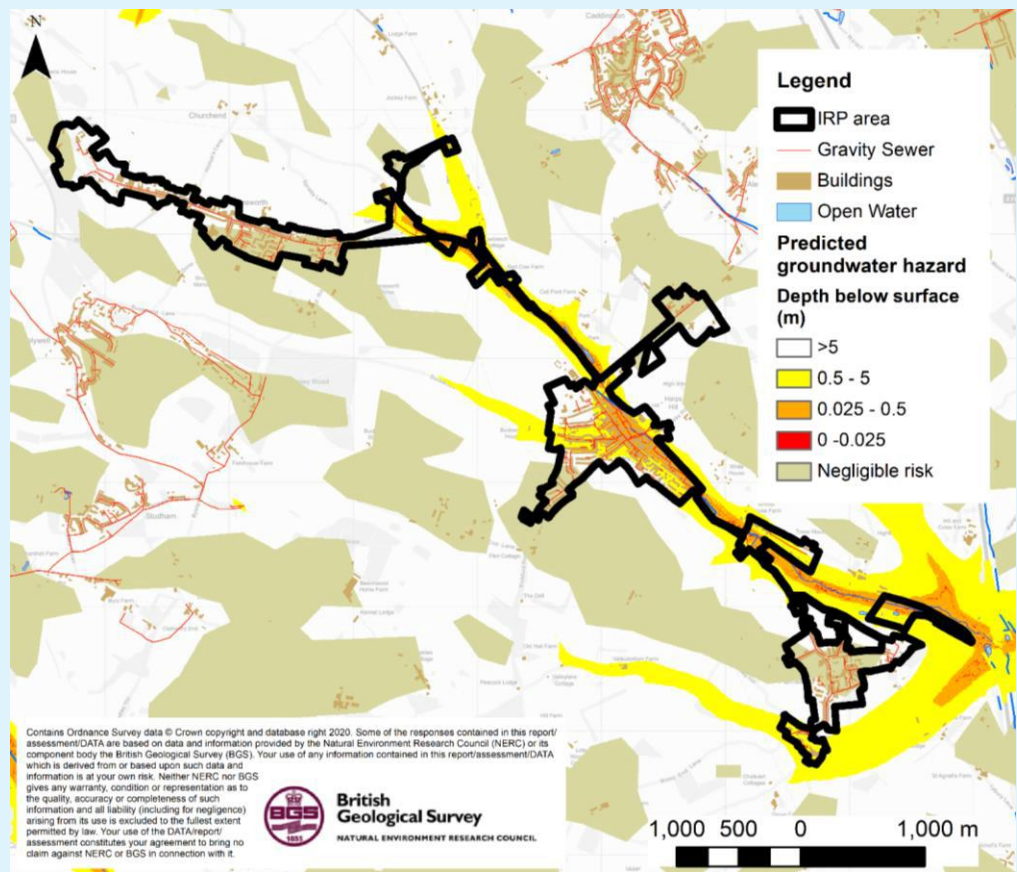 N
Caddington
Lodge Farm
Churchend
Studham
The Dell
Legend
IRP area
Gravity Sewer
Buildings
Open Water
Predicted
groundwater hazard
Depth below surface
(m)
>5
0.5 - 5
0.025 - 0.5
0 -0.025
Negligible risk
Contains Ordnance Survey data © Crown copyright and database right 2020. Some of the responses contained in this report/
assessment/DATA are based on data and information provided by the Natural Environment Research Council (NERC) or its
component body the British Geological Survey (BGS). Your use of any information contained in this report/assessment/DATA
which is derived from or based upon such data and
information is at your own risk. Neither NERC nor BGS
gives any warranty, condition or representation as to
the quality, accuracy or completeness of such
information and all liability (including for negligence)
arising from its use is excluded to the fullest extent
permitted by law. Your use of the DATA/report/
assessment constitutes your agreement to bring no
claim against NERC or BGS in connection with it.
BGS
1835
British
Geological Survey
NATURAL ENVIRONMENT RESEARCH COUNCIL
1,000 500 0 1,000 m